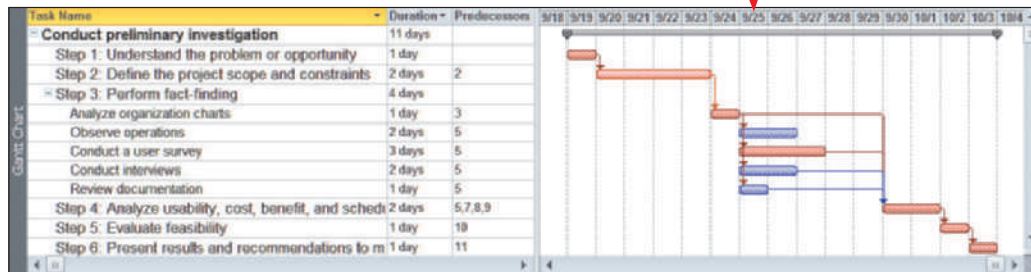 Task Name Duration Predecessors 9/18 9/19 9/20 9/21 9/22 9/23 9/24 9/25 9/26 9/27 9/28 9/29 9/30 10/1 10/2 10/3 10/4
Conduct preliminary investigation 11 days
Step 1: Understand the problem or opportunity 1 day
Step 2: Define the project scope and constraints 2 days 2
Step 3: Perform fact-finding 4 days
Analyze organization charts 1 day 3
Observe operations 2 days 5
Conduct a user survey 3 days 5
Conduct interviews 2 days 5
Review documentation 1 day 5
Step 4: Analyze usability, cost, benefit, and schedu 2 days 5,7,8,9
Step 5: Evaluate feasibility 1 day 10
Step 6: Present results and recommendations to m 1 day 11
Gantt Chart